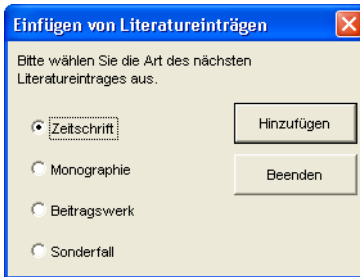 Einfügen von Literatureinträgen
Bitte wählen Sie die Art des nächsten
Literatureintrages aus.
Zeitschrift
Hinzufügen
Monographie
Beenden
Beitragswerk
Sonderfall